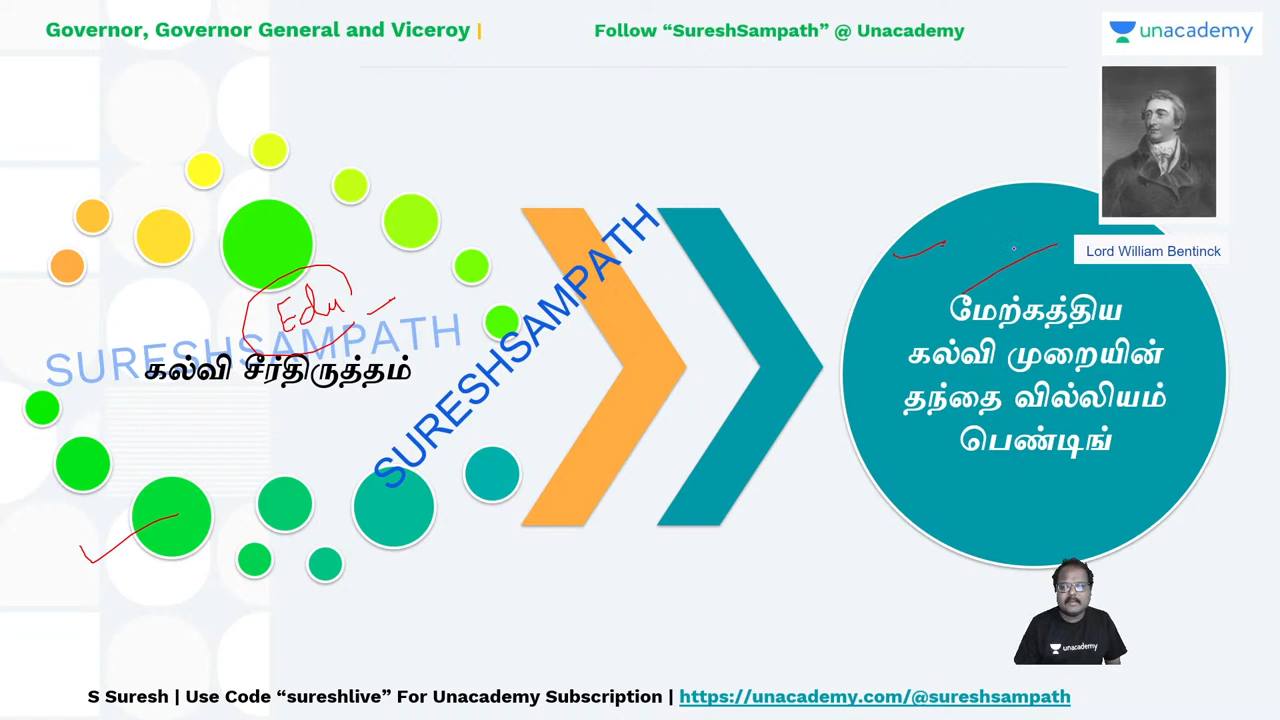 Governor, Governor General and Viceroy |
Follow “SureshSampath” @ Unacademy
unacademy
Lord William Bentinck
Edu
SURESHSAMPATH
கல்வி சீர்திருத்தம்
SURESHSAMPATH
மேற்கத்திய
கல்வி முறையின்
தந்தை வில்லியம்
பெண்டிங்
unacademy
S Suresh | Use Code “sureshlive” For Unacademy Subscription | https://unacademy.com/@sureshsampath